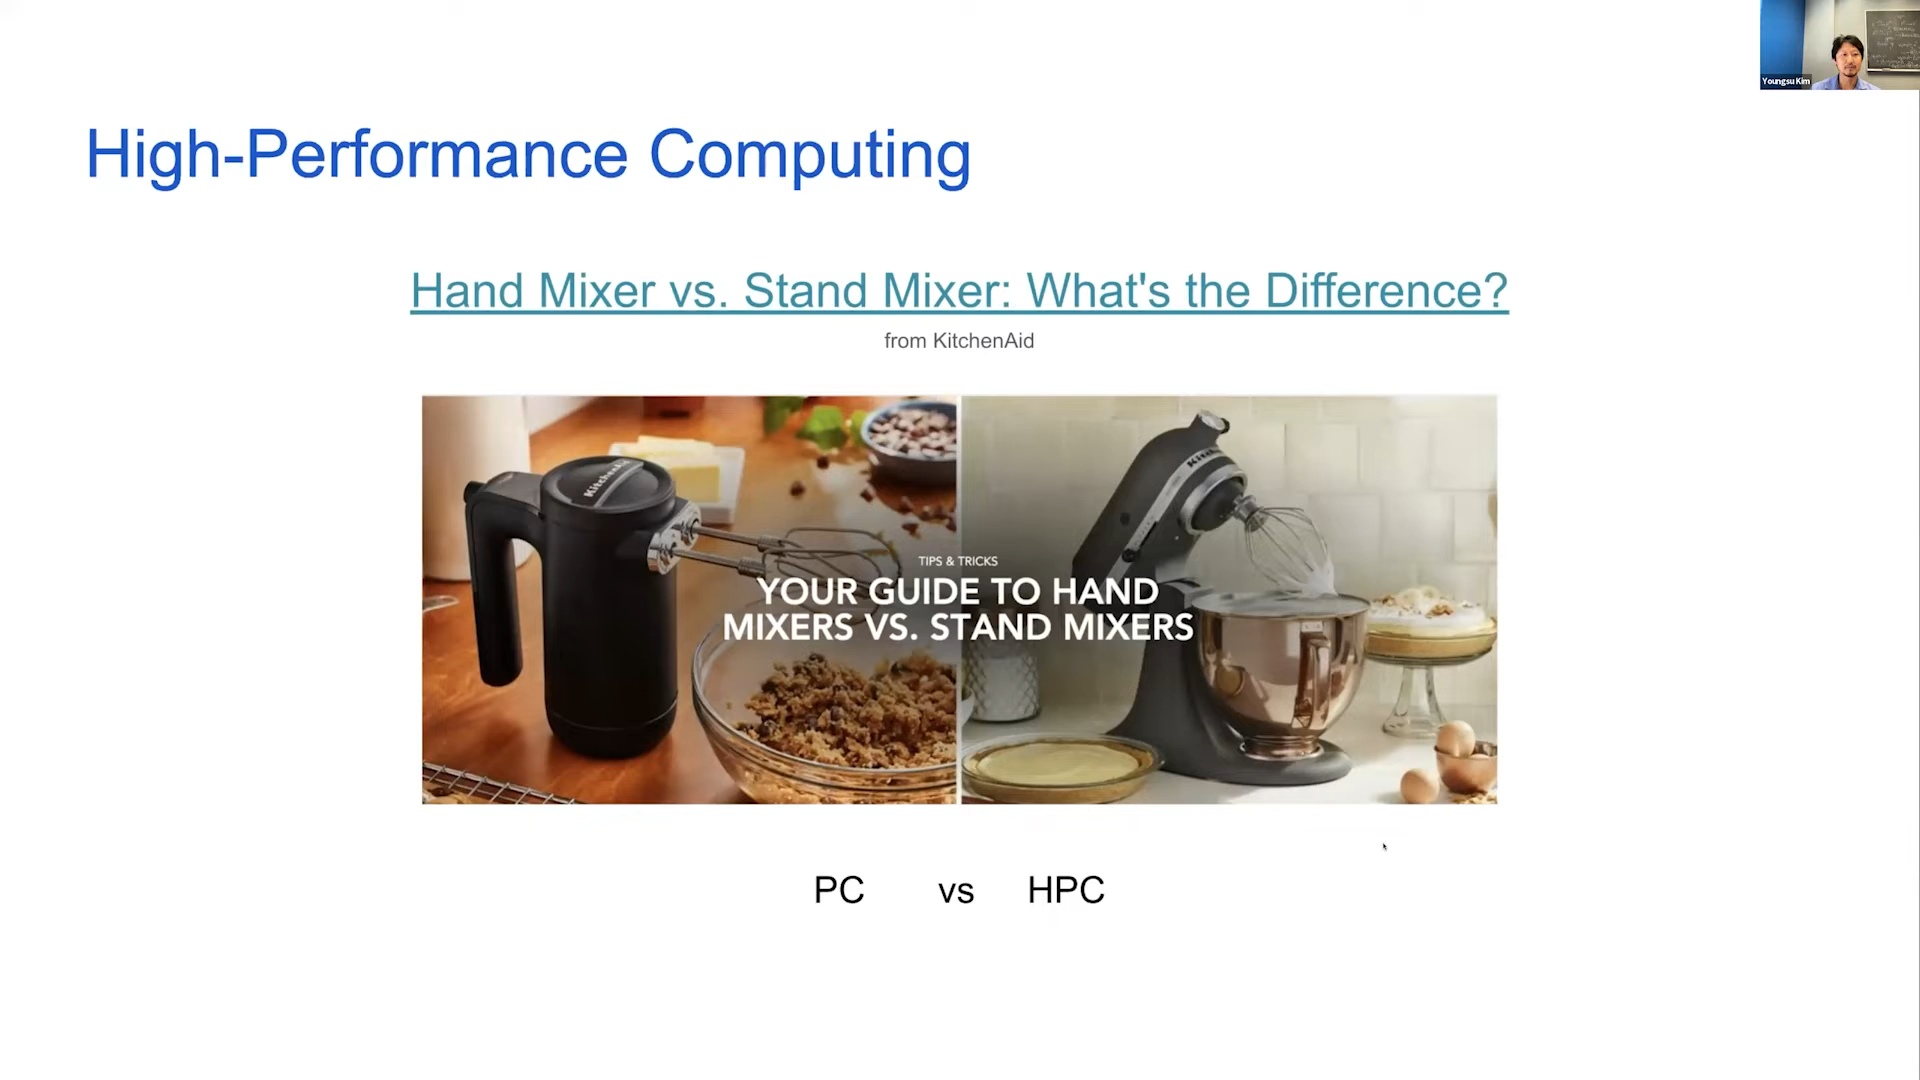 Youngsu Kim
High-Performance Computing
Hand Mixer vs. Stand Mixer: What's the Difference?
from KitchenAid
KitchenAid
TIPS & TRICKS
YOUR GUIDE TO HAND
MIXERS VS. STAND MIXERS
PC vs HPC